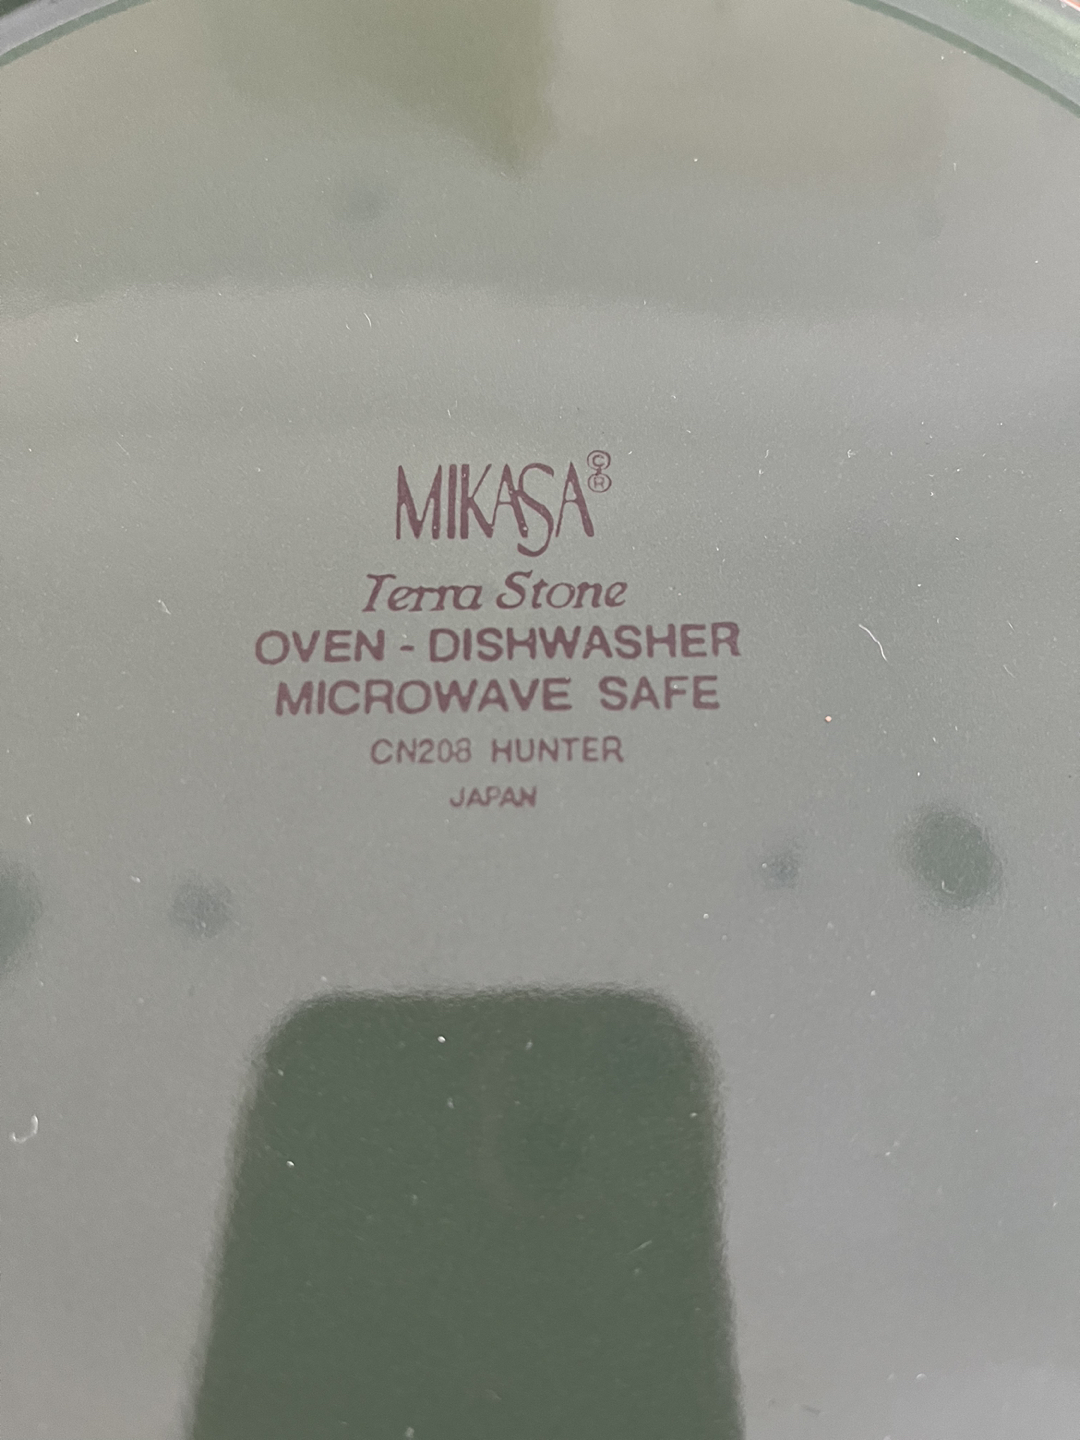 MIKASA©®
Terra Stone
OVEN - DISHWASHER
MICROWAVE SAFE
CN208 HUNTER
JAPAN